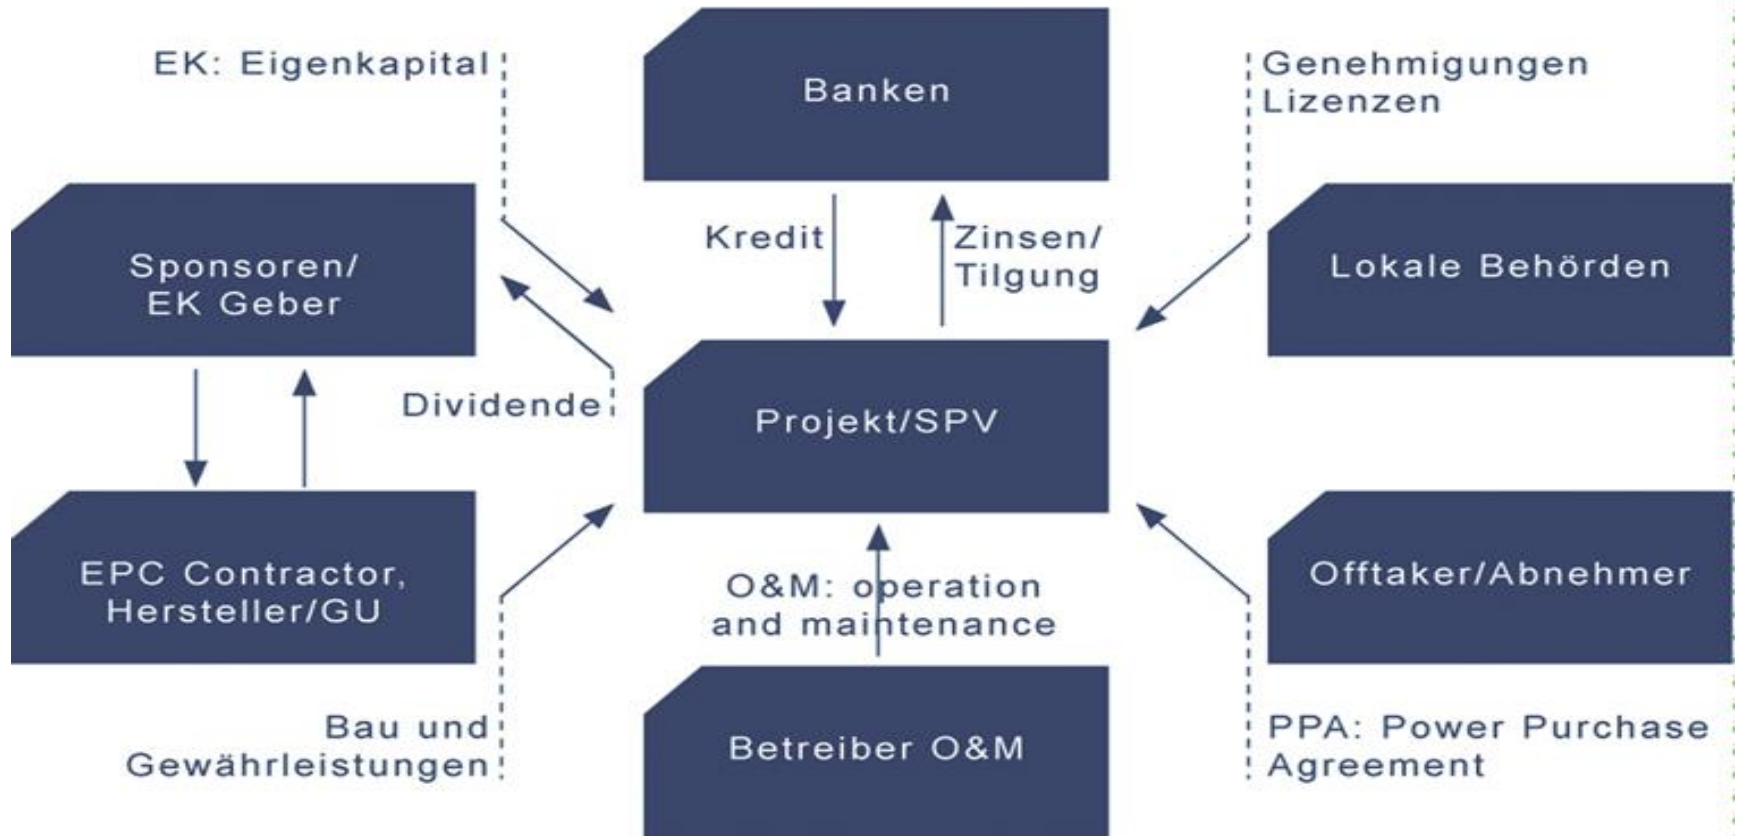 EK: Eigenkapital
Banken
Genehmigungen
Lizenzen
Sponsoren/
EK Geber
Kredit
Zinsen/
Tilgung
Lokale Behörden
Dividende
Projekt/SPV
EPC Contractor,
Hersteller/GU
O&M: operation
and maintenance
Offtaker/Abnehmer
Bau und
Gewährleistungen
Betreiber O&M
PPA: Power Purchase
Agreement